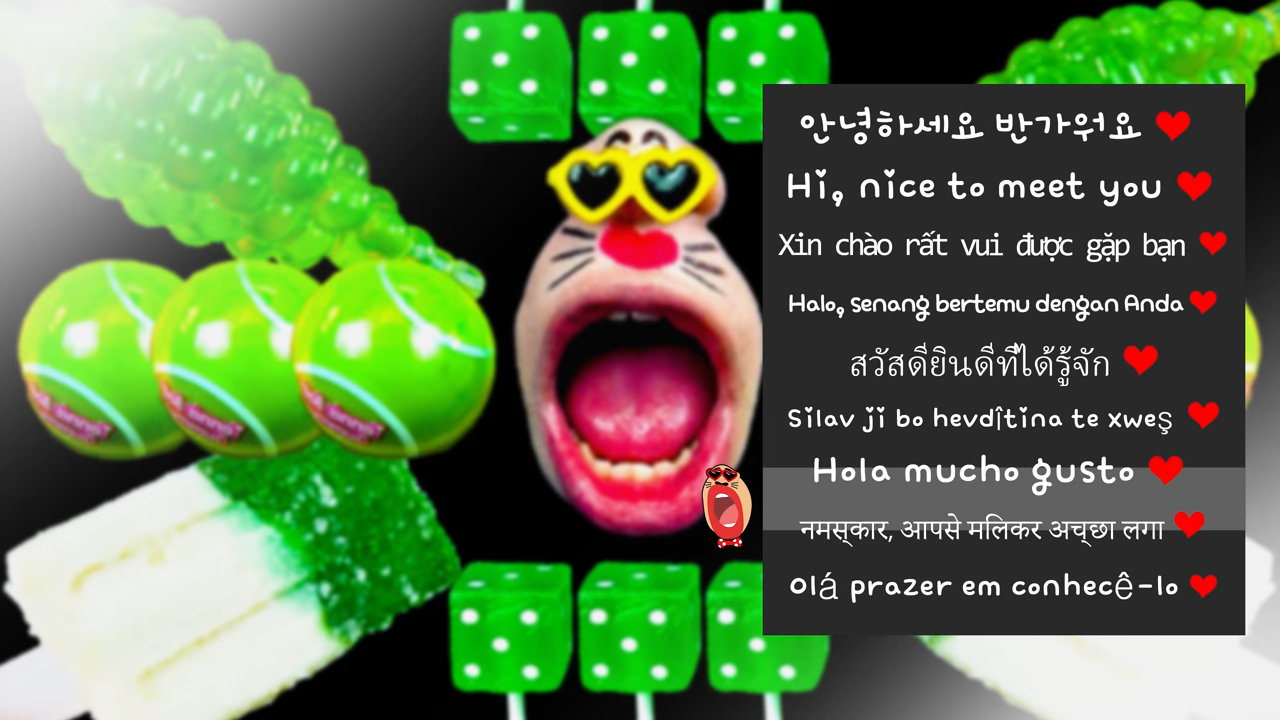 안녕하세요 반가워요 ❤
Hi, nice to meet you ❤
Xin chào rất vui được gặp bạn ❤
Halo, senang bertemu dengan Anda ❤
สวัสดียินดีที่ได้รู้จัก ❤
Silav ji bo hevdîtina te xweş ❤
Hola mucho gusto ❤
नमस्कार, आपसे मलिकर अच्छा लगा ❤
Olá prazer em conhecê-lo ❤